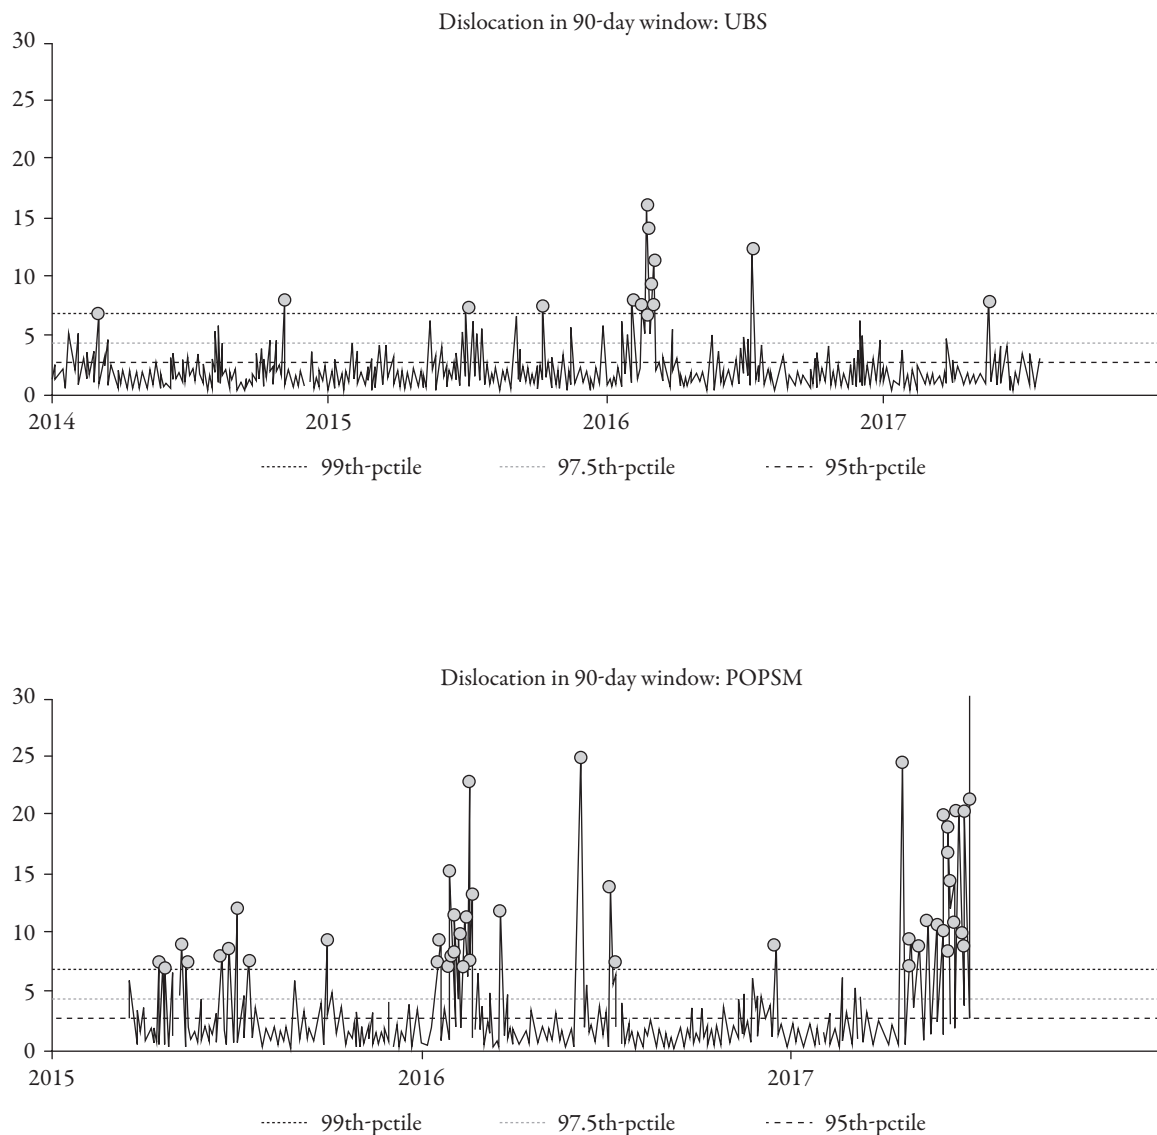 Dislocation in 90-day window: UBS
30
25
20
15
10
5
0
2014 2015 2016 2017
99th-pctile 97.5th-pctile 95th-pctile
Dislocation in 90-day window: POPSM
30
25
20
15
10
5
0
2015 2016 2017
99th-pctile 97.5th-pctile 95th-pctile